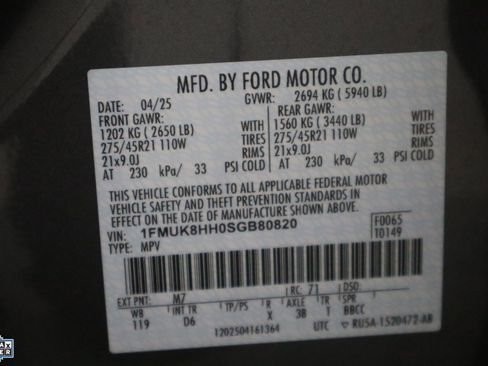 MFD. BY FORD MOTOR CO.
DATE: 04/25 GVWR: 2694 KG ( 5940 LB)
FRONT GAWR: REAR GAWR:
1202 KG ( 2650 LB) WITH 1560 KG ( 3440 LB) WITH
275/45R21 110W TIRES 275/45R21 110W TIRES
21x9.0J RIMS 21x9.0J RIMS
AT 230 kPa/ 33 PSI COLD AT 230 kPa/ 33 PSI COLD
THIS VEHICLE CONFORMS TO ALL APPLICABLE FEDERAL MOTOR
VEHICLE SAFETY AND THEFT PREVENTION STANDARDS IN
EFFECT ON THE DATE OF MANUFACTURE SHOWN ABOVE.
VIN: 1FMUK8HH0SGB80820 F0065
TYPE: MPV T0149
EXT PNT: M7 RC: 71 DSO:
WB INT TR TP/PS R AXLE TR SPR
119 D6 X 3B T BBCC
1202504161364 UTC RU5A-1520472-AB